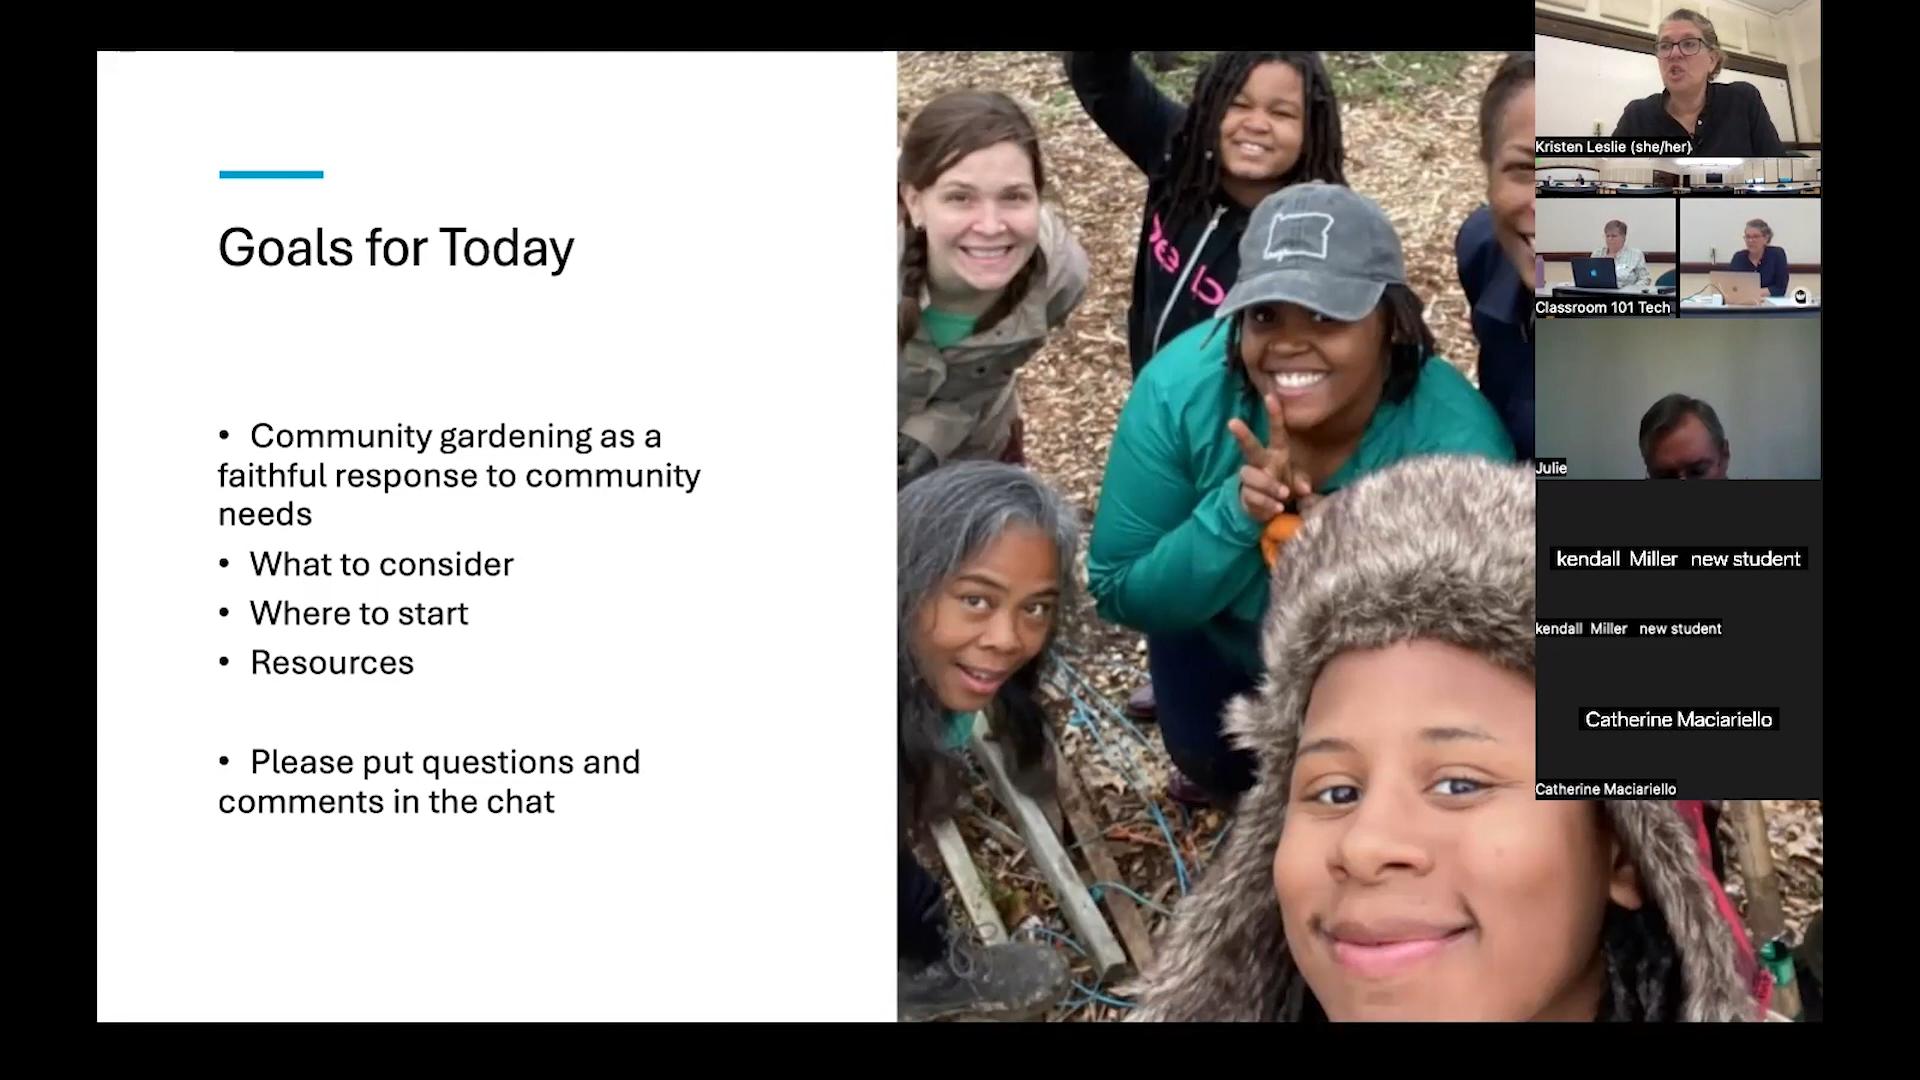 Goals for Today
• Community gardening as a
faithful response to community
needs
• What to consider
• Where to start
• Resources
• Please put questions and
comments in the chat
Kristen Leslie (she/her)
Classroom 101 Tech
Julie
kendall Miller new student
kendall Miller new student
Catherine Maciariello
Catherine Maciariello